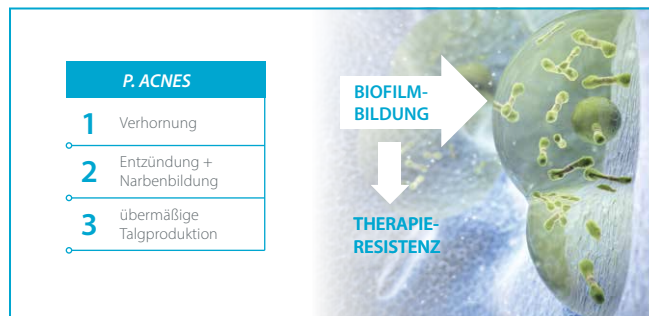 P. ACNES
1 Verhornung
2 Entzündung +
Narbenbildung
3 übermäßige
Talgproduktion
BIOFILM-
BILDUNG
THERAPIE-
RESISTENZ